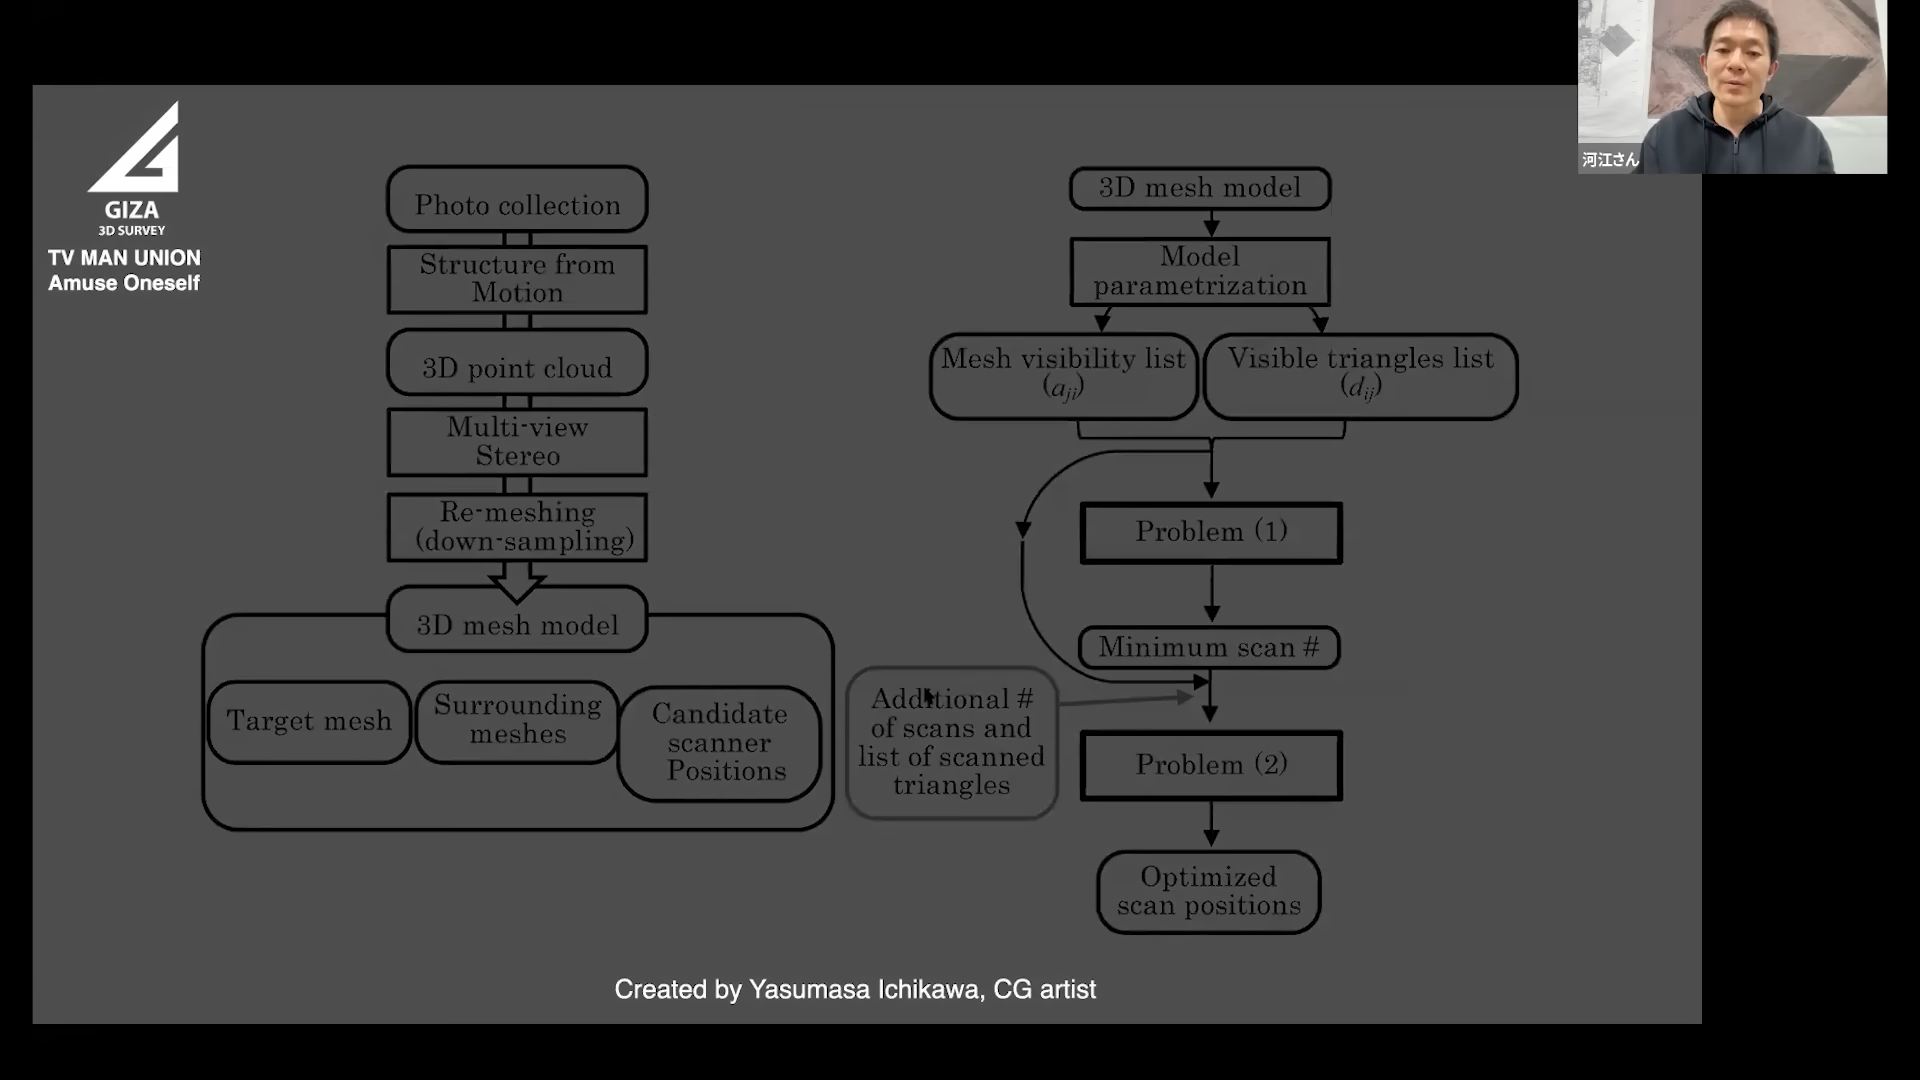 GIZA
3D SURVEY
TV MAN UNION
Amuse Oneself
Photo collection
Structure from
Motion
3D point cloud
Multi-view
Stereo
Re-meshing
(down-sampling)
3D mesh model
Target mesh
Surrounding
meshes
Candidate
scanner
Positions
3D mesh model
Model
parametrization
Mesh visibility list
(aji)
Visible triangles list
(dij)
Problem (1)
Minimum scan #
Additional #
of scans and
list of scanned
triangles
Problem (2)
Optimized
scan positions
Created by Yasumasa Ichikawa, CG artist
河江さん